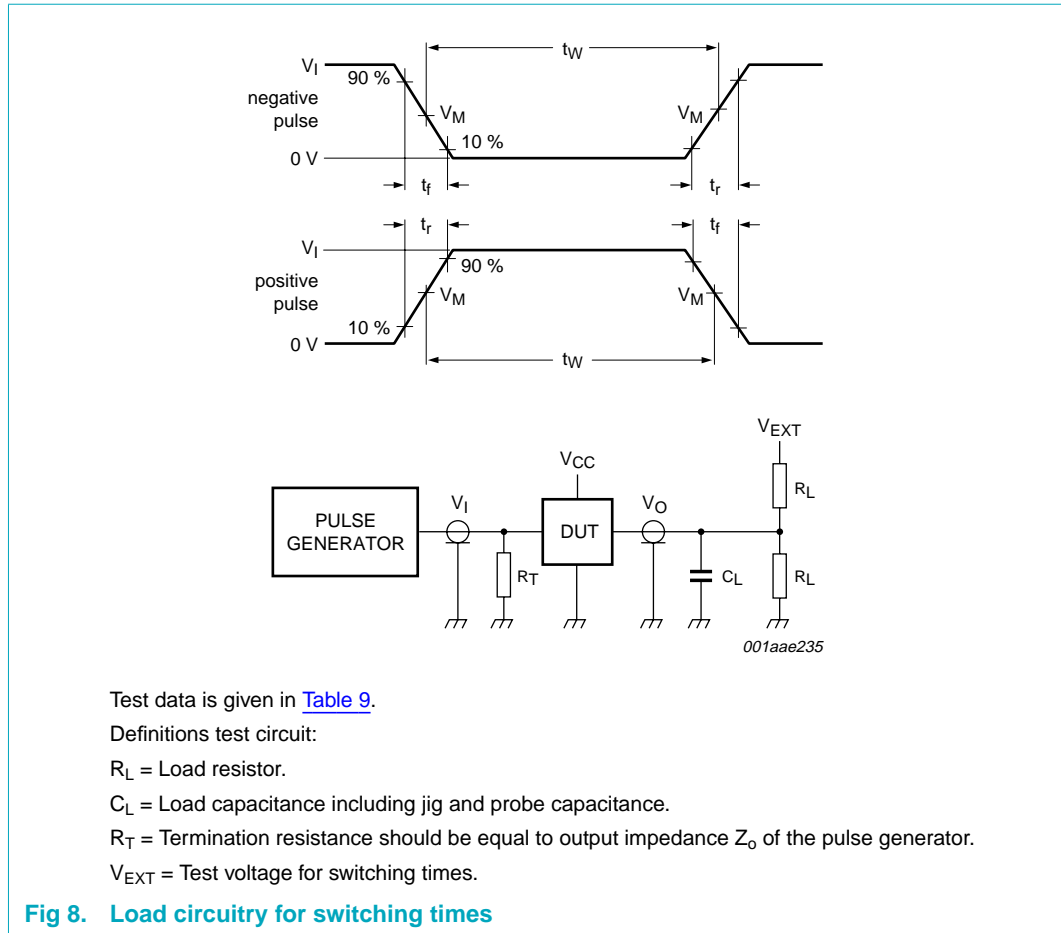 tW
VI
90 %
negative
pulse
VM
VM
10 %
0 V
tf
tr
tr
tf
VI
90 %
positive
pulse
VM
VM
10 %
0 V
tW
VEXT
VCC
RL
VI
VO
PULSE
GENERATOR
DUT
RT
CL
RL
001aae235
Test data is given in Table 9.
Definitions test circuit:
RL = Load resistor.
CL = Load capacitance including jig and probe capacitance.
RT = Termination resistance should be equal to output impedance Zo of the pulse generator.
VEXT = Test voltage for switching times.
Fig 8. Load circuitry for switching times